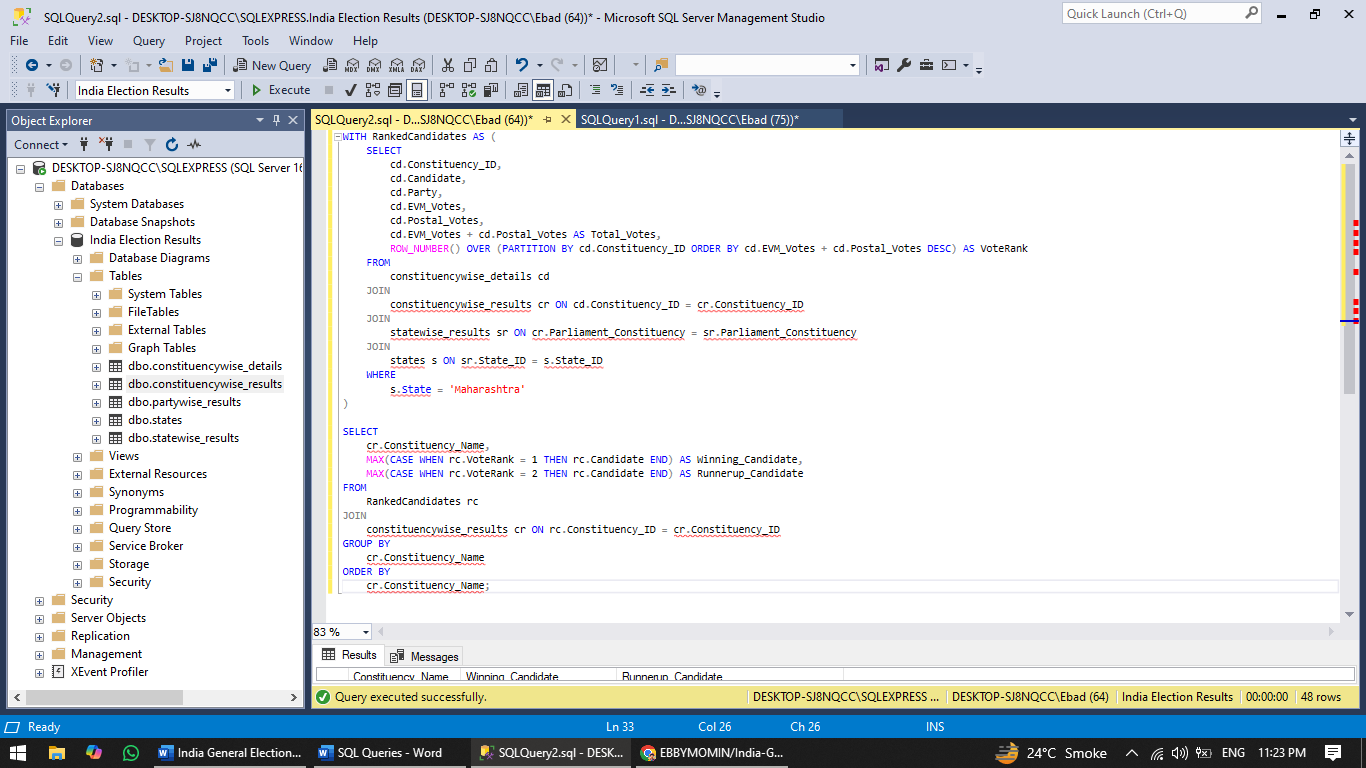 SQLQuery2.sql - DESKTOP-SJ8NQCC\SQLEXPRESS.India Election Results (DESKTOP-SJ8NQCC\Ebad (64))* - Microsoft SQL Server Management Studio
Quick Launch (Ctrl+Q)
File Edit View Query Project Tools Window Help
New Query MDX DMX XMLA DAX
India Election Results Execute
Object Explorer
Connect
DESKTOP-SJ8NQCC\SQLEXPRESS (SQL Server 16
Databases
System Databases
Database Snapshots
India Election Results
Database Diagrams
Tables
System Tables
FileTables
External Tables
Graph Tables
dbo.constituencywise_details
dbo.constituencywise_results
dbo.partywise_results
dbo.states
dbo.statewise_results
Views
External Resources
Synonyms
Programmability
Query Store
Service Broker
Storage
Security
Security
Server Objects
Replication
Management
XEvent Profiler
SQLQuery2.sql - D...SJ8NQCC\Ebad (64))* SQLQuery1.sql - D...SJ8NQCC\Ebad (75))*
WITH RankedCandidates AS (
SELECT
cd.Constituency_ID,
cd.Candidate,
cd.Party,
cd.EVM_Votes,
cd.Postal_Votes,
cd.EVM_Votes + cd.Postal_Votes AS Total_Votes,
ROW_NUMBER() OVER (PARTITION BY cd.Constituency_ID ORDER BY cd.EVM_Votes + cd.Postal_Votes DESC) AS VoteRank
FROM
constituencywise_details cd
JOIN
constituencywise_results cr ON cd.Constituency_ID = cr.Constituency_ID
JOIN
statewise_results sr ON cr.Parliament_Constituency = sr.Parliament_Constituency
JOIN
states s ON sr.State_ID = s.State_ID
WHERE
s.State = 'Maharashtra'
)
SELECT
cr.Constituency_Name,
MAX(CASE WHEN rc.VoteRank = 1 THEN rc.Candidate END) AS Winning_Candidate,
MAX(CASE WHEN rc.VoteRank = 2 THEN rc.Candidate END) AS Runnerup_Candidate
FROM
RankedCandidates rc
JOIN
constituencywise_results cr ON rc.Constituency_ID = cr.Constituency_ID
GROUP BY
cr.Constituency_Name
ORDER BY
cr.Constituency_Name;
83 %
Results Messages
Constituency_Name Winning_Candidate Runnerup_Candidate
Query executed successfully. DESKTOP-SJ8NQCC\SQLEXPRESS ... DESKTOP-SJ8NQCC\Ebad (64) India Election Results 00:00:00 48 rows
Ready Ln 33 Col 26 Ch 26 INS
India General Election... SQL Queries - Word SQLQuery2.sql - DESK... EBBYMOMIN/India-G... 24°C Smoke ENG 11:23 PM